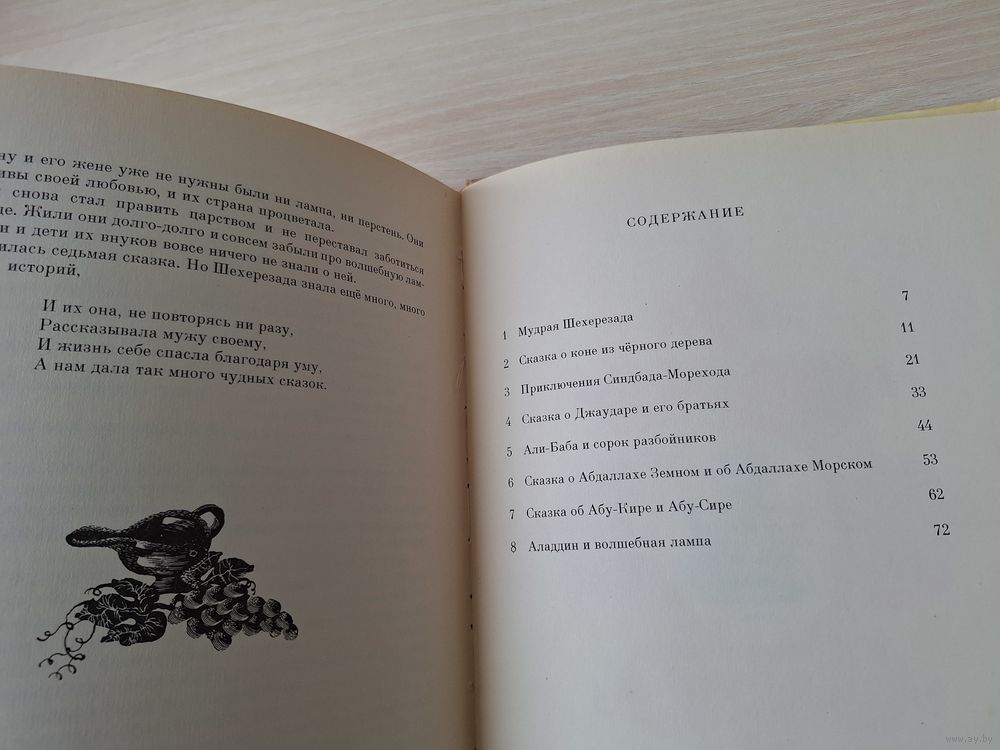 ну и его жене уже не нужны были ни лампа, ни перстень. Они
ивы своей любовью, и их страна процветала.
снова стал править царством и не переставал заботиться
де. Жили они долго-долго и совсем забыли про волшебную лам-
и и дети их внуков вовсе ничего не знали о ней.
илась седьмая сказка. Но Шехерезада знала ещё много, много
историй,
И их она, не повторясь ни разу,
Рассказывала мужу своему,
И жизнь себе спасла благодаря уму,
А нам дала так много чудных сказок.
СОДЕРЖАНИЕ
1 Мудрая Шехерезада 7
2 Сказка о коне из чёрного дерева 11
3 Приключения Синдбада-Морехода 21
4 Сказка о Джаударе и его братьях 33
5 Али-Баба и сорок разбойников 44
6 Сказка о Абдаллахе Земном и об Абдаллахе Морском 53
7 Сказка об Абу-Кире и Абу-Сире 62
8 Аладдин и волшебная лампа 72
www.ay.by